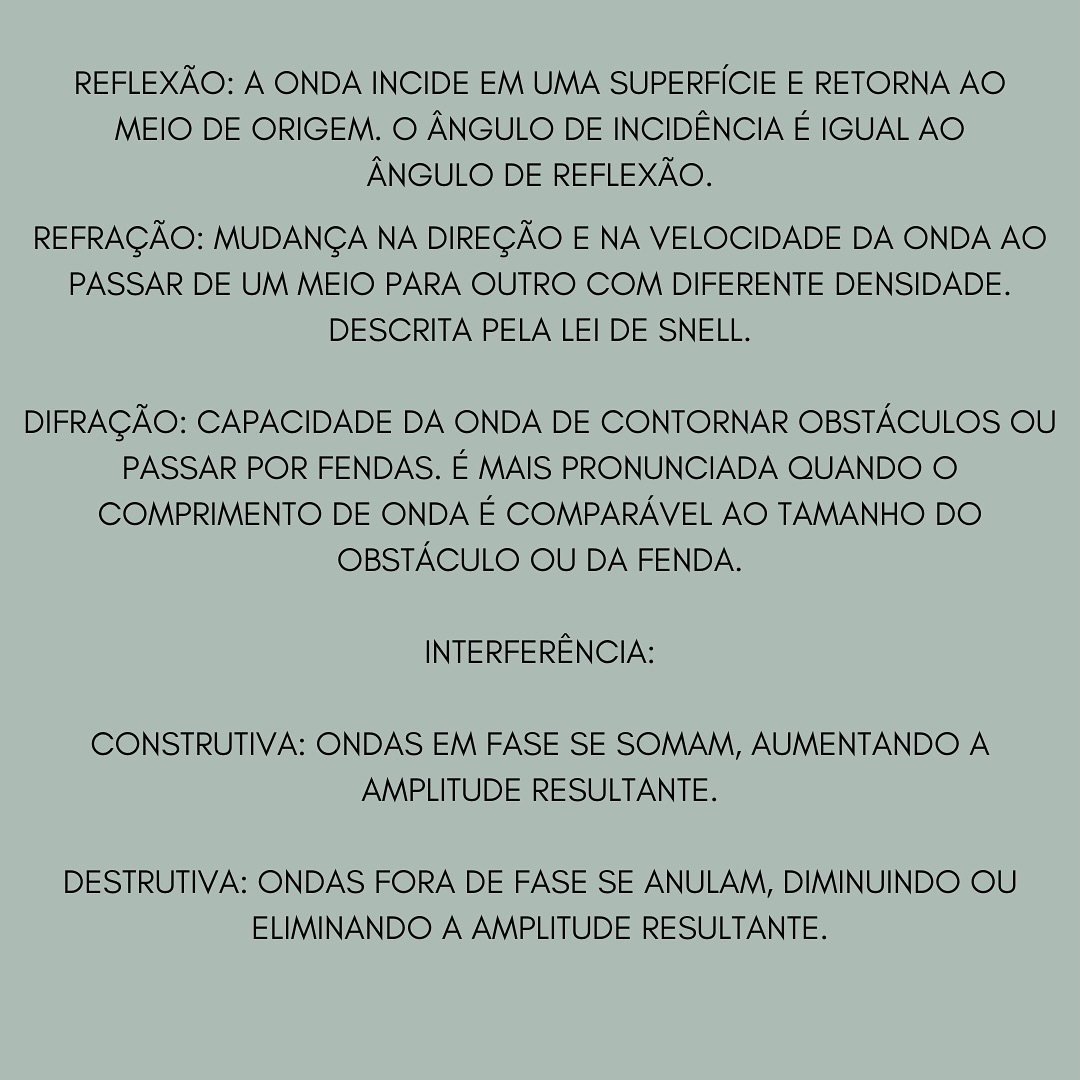 REFLEXÃO: A ONDA INCIDE EM UMA SUPERFÍCIE E RETORNA AO
MEIO DE ORIGEM. O ÂNGULO DE INCIDÊNCIA É IGUAL AO
ÂNGULO DE REFLEXÃO.
REFRAÇÃO: MUDANÇA NA DIREÇÃO E NA VELOCIDADE DA ONDA AO
PASSAR DE UM MEIO PARA OUTRO COM DIFERENTE DENSIDADE.
DESCRITA PELA LEI DE SNELL.
DIFRAÇÃO: CAPACIDADE DA ONDA DE CONTORNAR OBSTÁCULOS OU
PASSAR POR FENDAS. É MAIS PRONUNCIADA QUANDO O
COMPRIMENTO DE ONDA É COMPARÁVEL AO TAMANHO DO
OBSTÁCULO OU DA FENDA.
INTERFERÊNCIA:
CONSTRUTIVA: ONDAS EM FASE SE SOMAM, AUMENTANDO A
AMPLITUDE RESULTANTE.
DESTRUTIVA: ONDAS FORA DE FASE SE ANULAM, DIMINUINDO OU
ELIMINANDO A AMPLITUDE RESULTANTE.